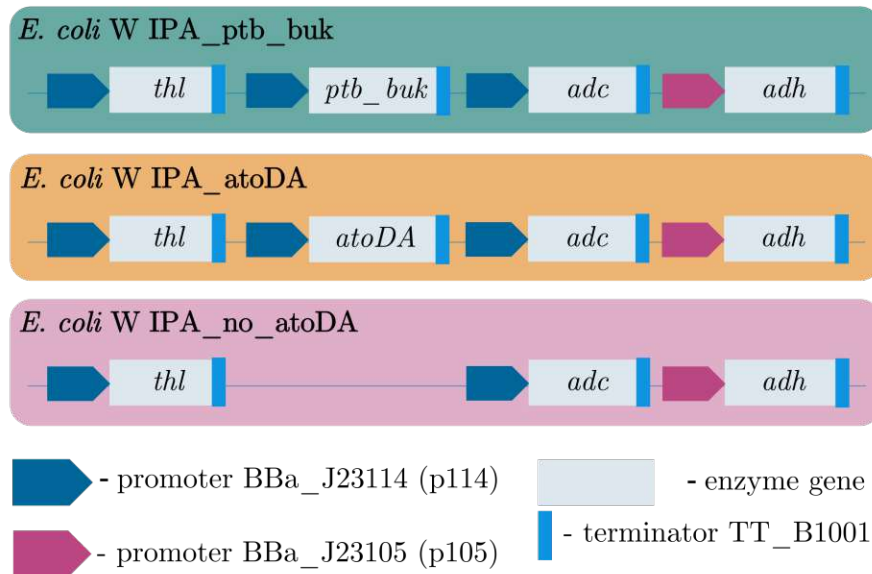 E. coli W IPA_ptb_buk
thl ptb_buk adc adh
E. coli W IPA_atoDA
thl atoDA adc adh
E. coli W IPA_no_atoDA
thl adc adh
- promoter BBa_J23114 (p114)
- enzyme gene
- promoter BBa_J23105 (p105)
- terminator TT_B1001